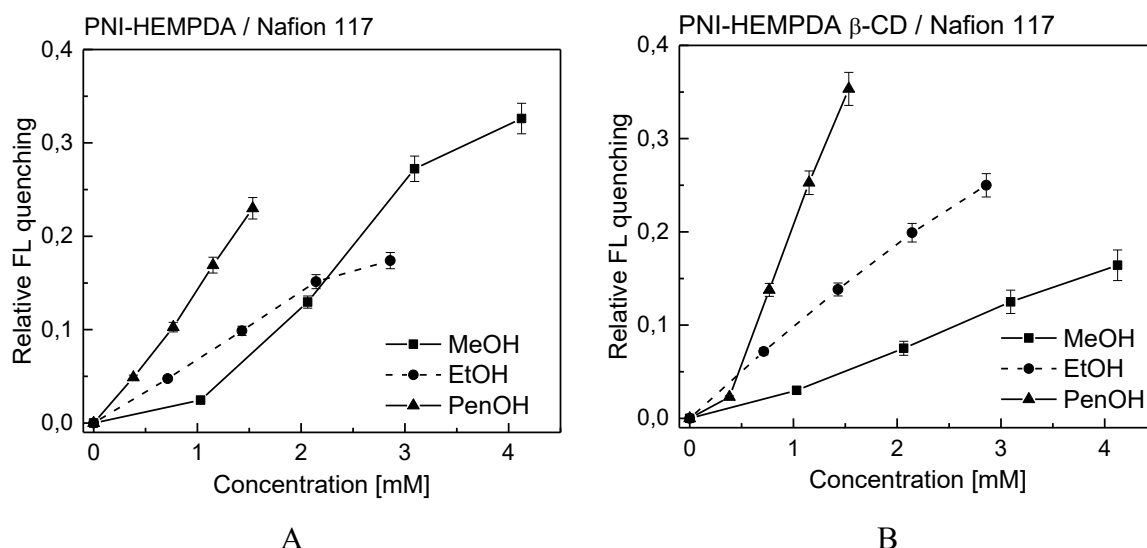 PNI-HEMPDA / Nafion 117
0,4
0,3
0,2
0,1
0,0
Relative FL quenching
MeOH
EtOH
PenOH
0 1 2 3 4
Concentration [mM]
A
PNI-HEMPDA β-CD / Nafion 117
0,4
0,3
0,2
0,1
0,0
Relative FL quenching
MeOH
EtOH
PenOH
0 1 2 3 4
Concentration [mM]
B